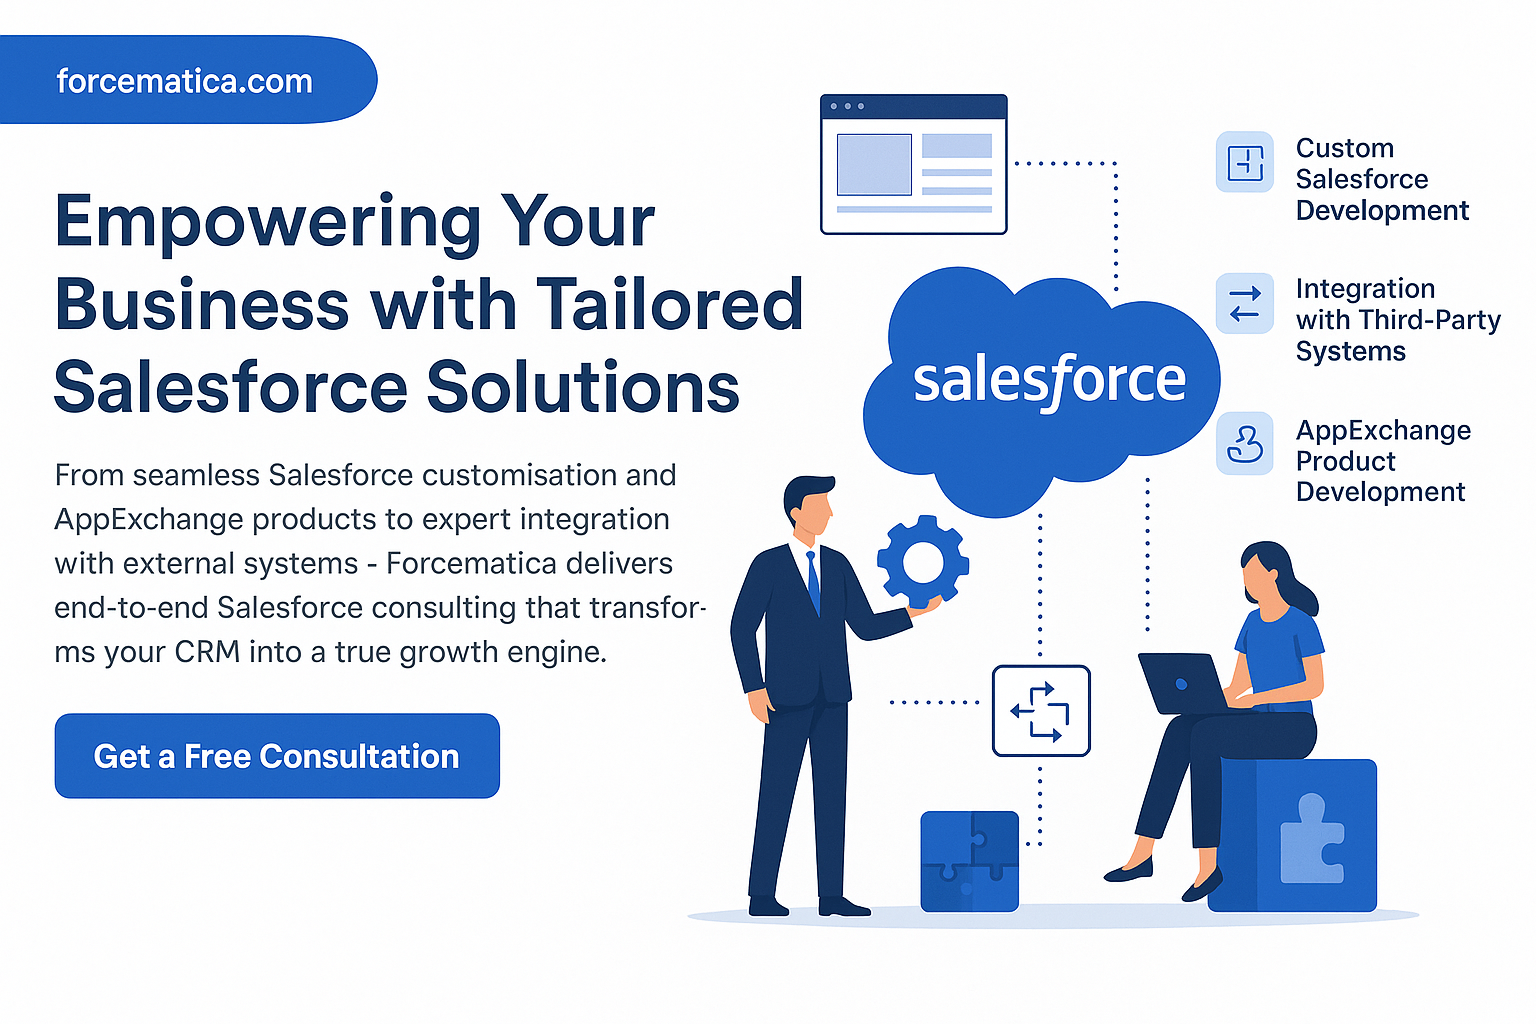 forcematica.com
Empowering Your
Business with Tailored
Salesforce Solutions
From seamless Salesforce customisation and
AppExchange products to expert integration
with external systems - Forcematica delivers
end-to-end Salesforce consulting that transfor-
ms your CRM into a true growth engine.
Get a Free Consultation
salesforce
Custom
Salesforce
Development
Integration
with Third-Party
Systems
AppExchange
Product
Development